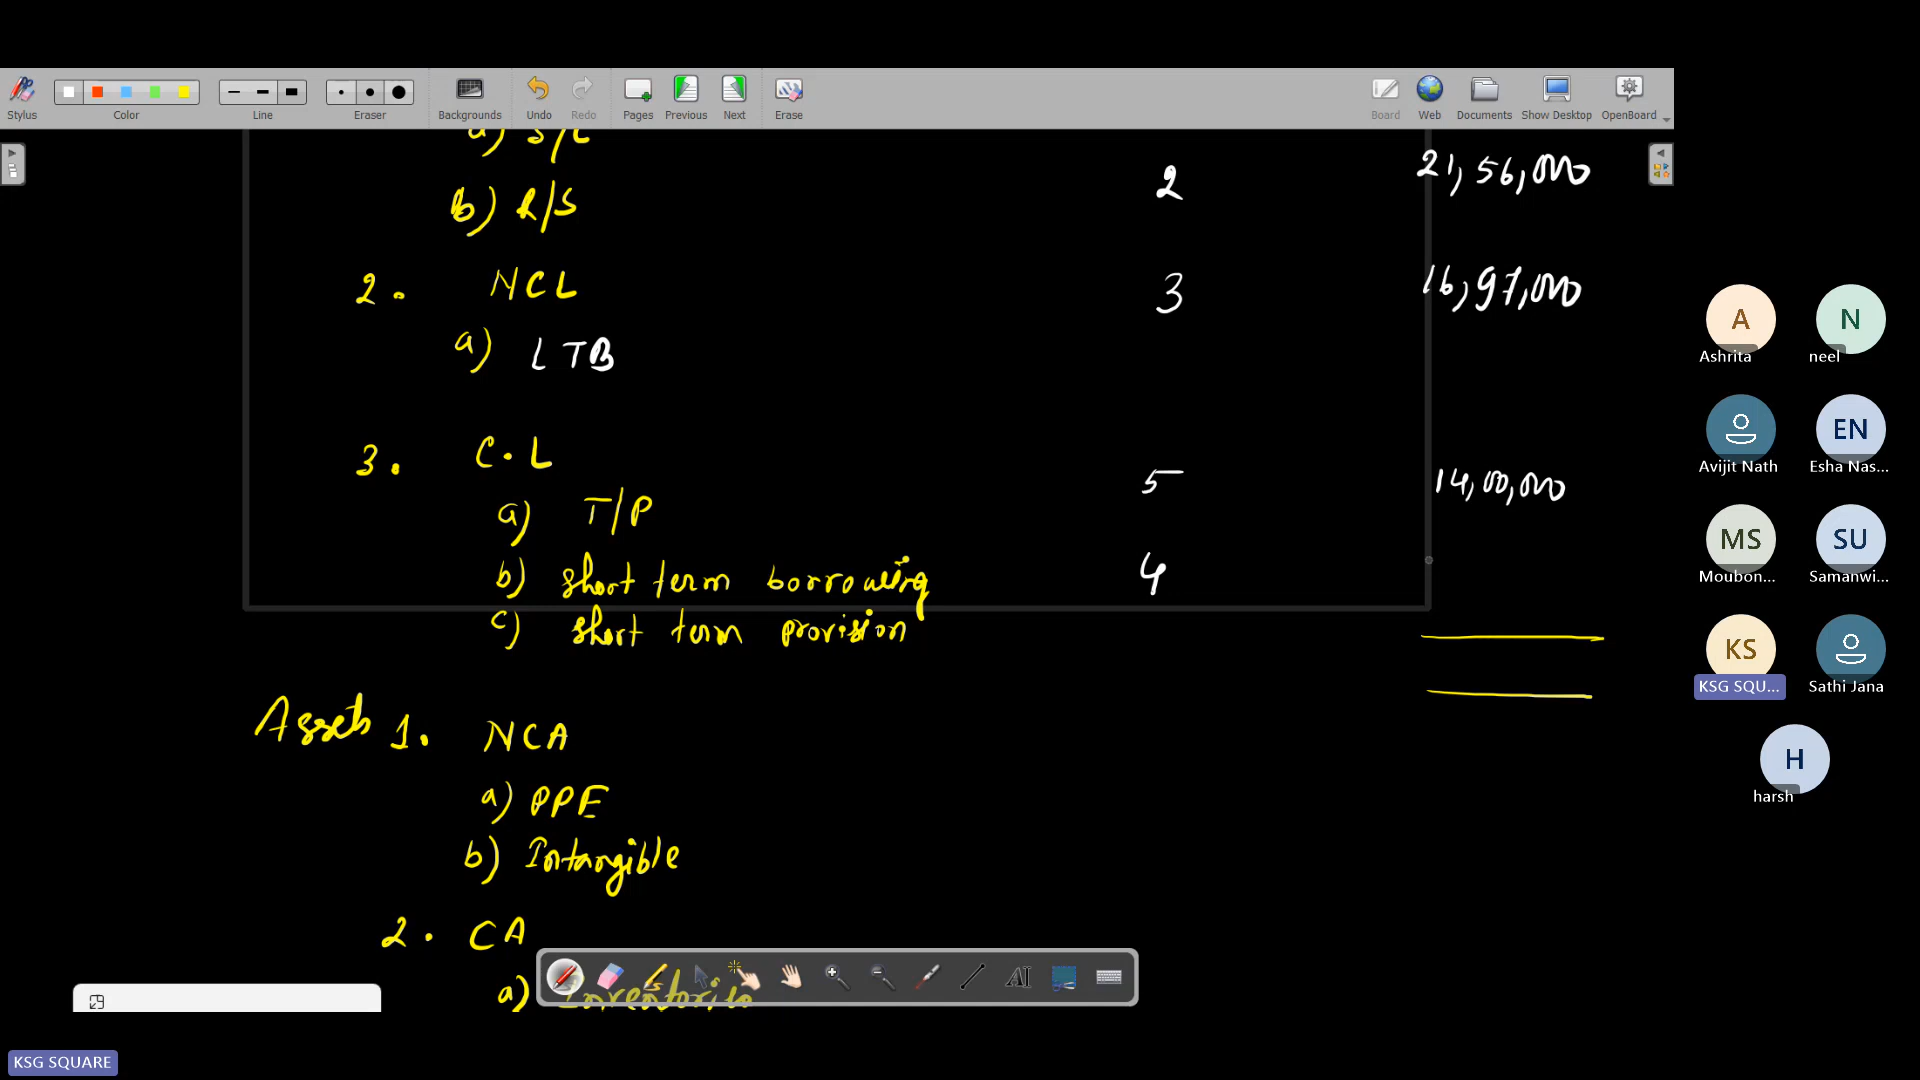 Stylus Color Line Eraser Backgrounds Undo Redo Pages Previous Next Erase Board Web Documents Show Desktop OpenBoard
a) S/C
b) R/S 2 21,56,000
2. NCL 3 16,97,000
a) LTB
3. C.L
a) T/P 5 14,00,000
b) short term borrowing 4
c) short term provision
Assets 1. NCA
a) PPE
b) Intangible
2. CA
a) Inventories
A Ashrita
N neel
Avijit Nath
EN Esha Nas...
MS Moubon...
SU Samanwi...
KS KSG SQU...
Sathi Jana
H harsh
KSG SQUARE